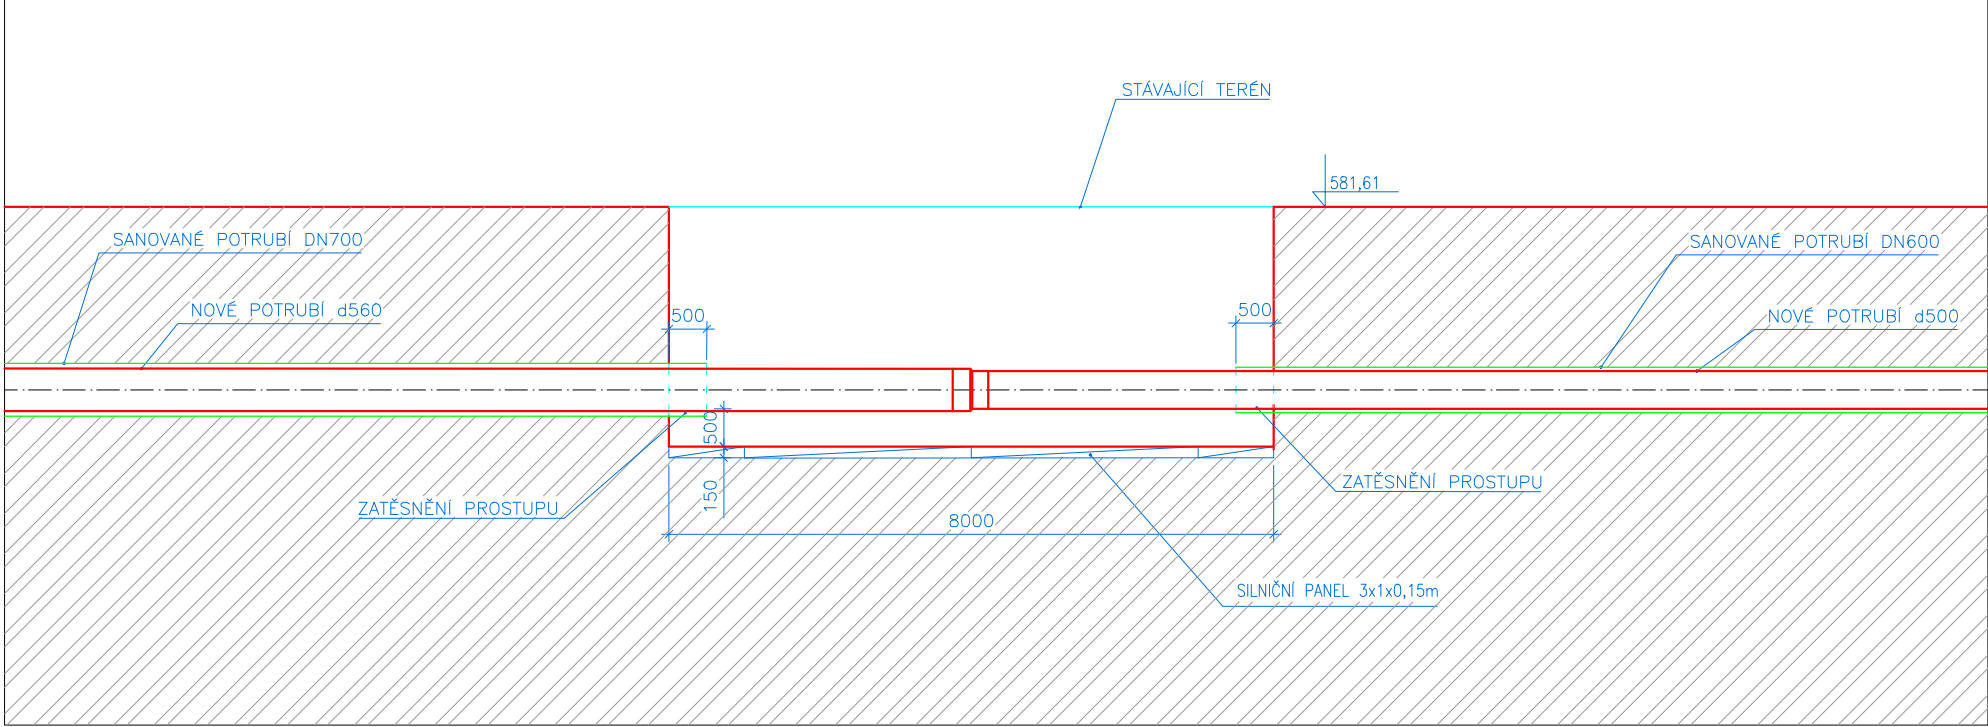 STÁVAJÍCÍ TERÉN
581,61
SANOVANÉ POTRUBÍ DN700
SANOVANÉ POTRUBÍ DN600
NOVÉ POTRUBÍ d560
500
500
NOVÉ POTRUBÍ d500
500
150
ZATĚSNĚNÍ PROSTUPU
ZATĚSNĚNÍ PROSTUPU
8000
SILNIČNÍ PANEL 3x1x0,15m